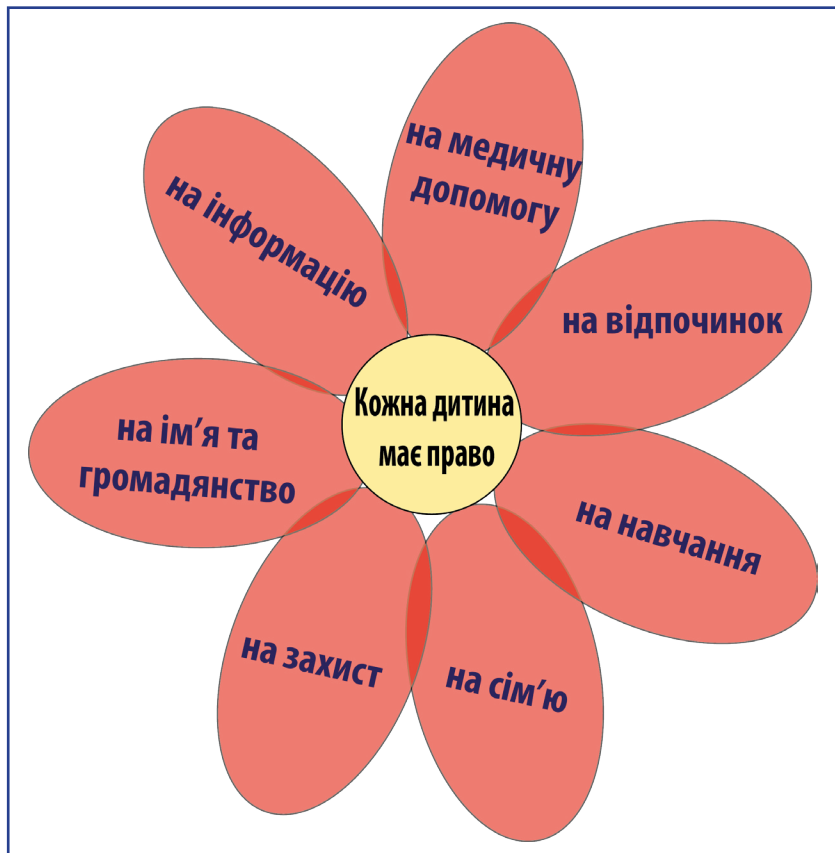 Кожна дитина
має право
на медичну
допомогу
на відпочинок
на навчання
на сім’ю
на захист
на ім’я та
громадянство
на інформацію